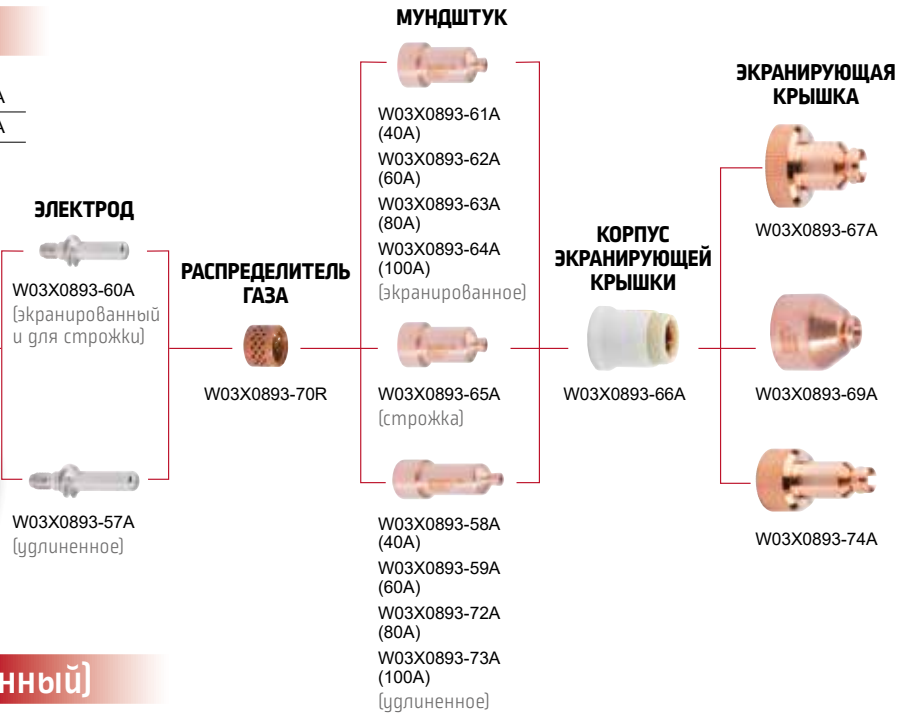 МУНДШТУК
ЭКРАНИРУЮЩАЯ
КРЫШКА
A
A
ЭЛЕКТРОД
W03X0893-60A
(экранированный
и для строжки)
W03X0893-57A
(удлиненное)
РАСПРЕДЕЛИТЕЛЬ
ГАЗА
W03X0893-70R
W03X0893-61A
(40A)
W03X0893-62A
(60A)
W03X0893-63A
(80A)
W03X0893-64A
(100A)
(экранированное)
W03X0893-65A
(строжка)
W03X0893-58A
(40A)
W03X0893-59A
(60A)
W03X0893-72A
(80A)
W03X0893-73A
(100A)
(удлиненное)
КОРПУС
ЭКРАНИРУЮЩЕЙ
КРЫШКИ
W03X0893-66A
W03X0893-67A
W03X0893-69A
W03X0893-74A
нный)